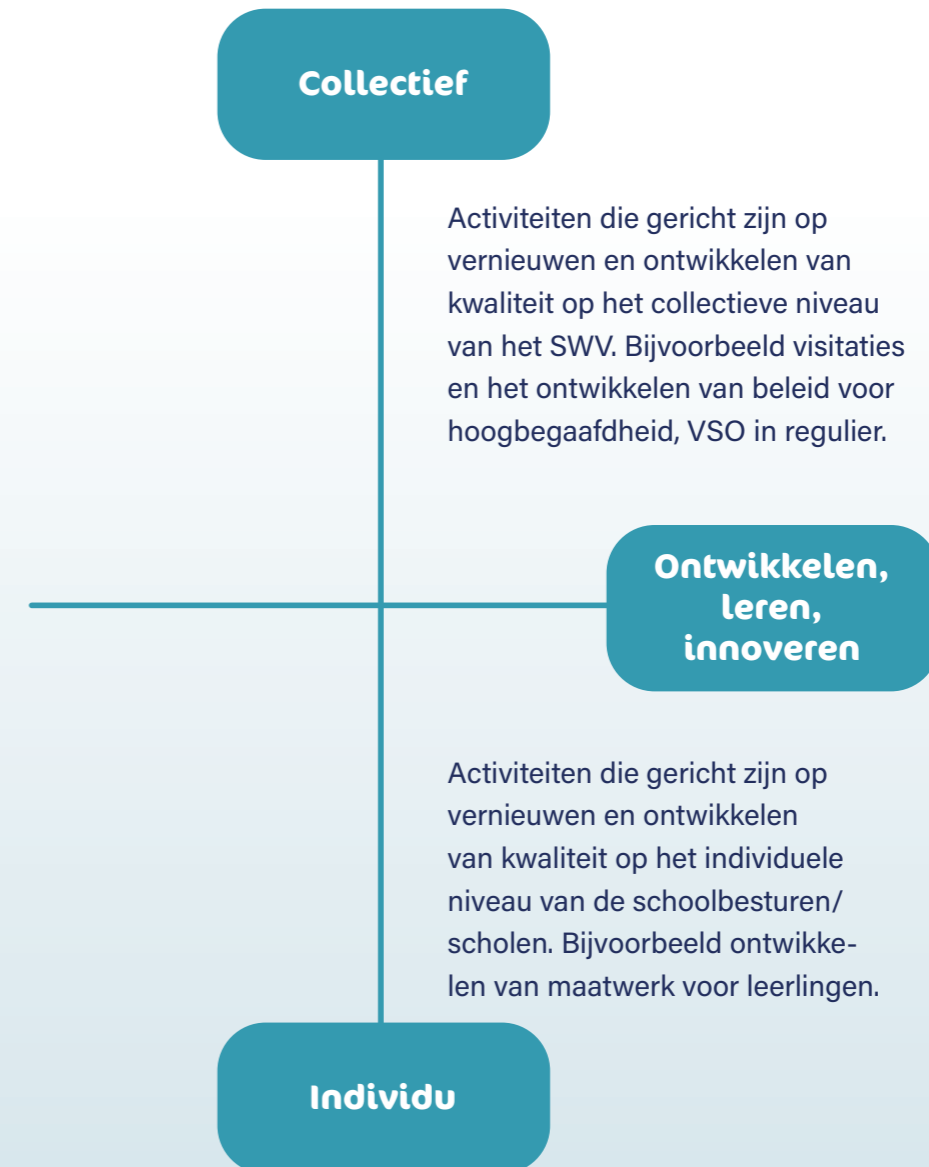 Collectief
Activiteiten die gericht zijn op
vernieuwen en ontwikkelen van
kwaliteit op het collectieve niveau
van het SWV. Bijvoorbeeld visitaties
en het ontwikkelen van beleid voor
hoogbegaafdheid, VSO in regulier.
Ontwikkelen,
leren,
innoveren
Activiteiten die gericht zijn op
vernieuwen en ontwikkelen
van kwaliteit op het individuele
niveau van de schoolbesturen/
scholen. Bijvoorbeeld ontwikke-
len van maatwerk voor leerlingen.
Individu